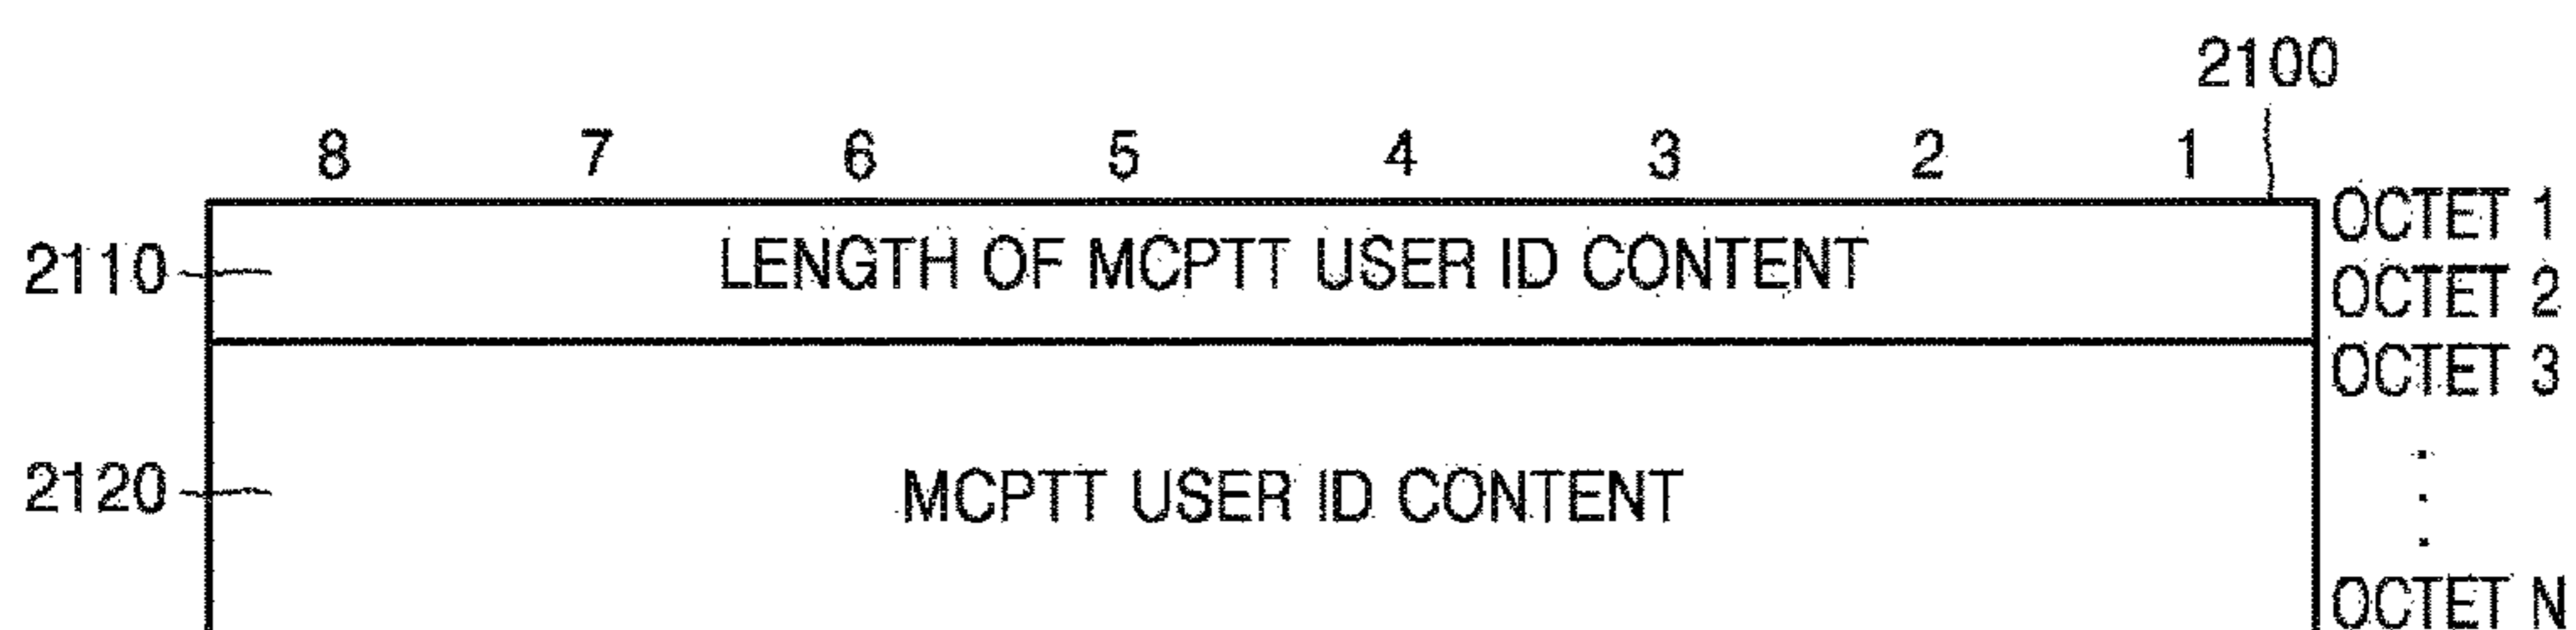 2100
8 7 6 5 4 3 2 1
OCTET 1
2110 LENGTH OF MCPTT USER ID CONTENT
OCTET 2
OCTET 3
2120 MCPTT USER ID CONTENT
OCTET N